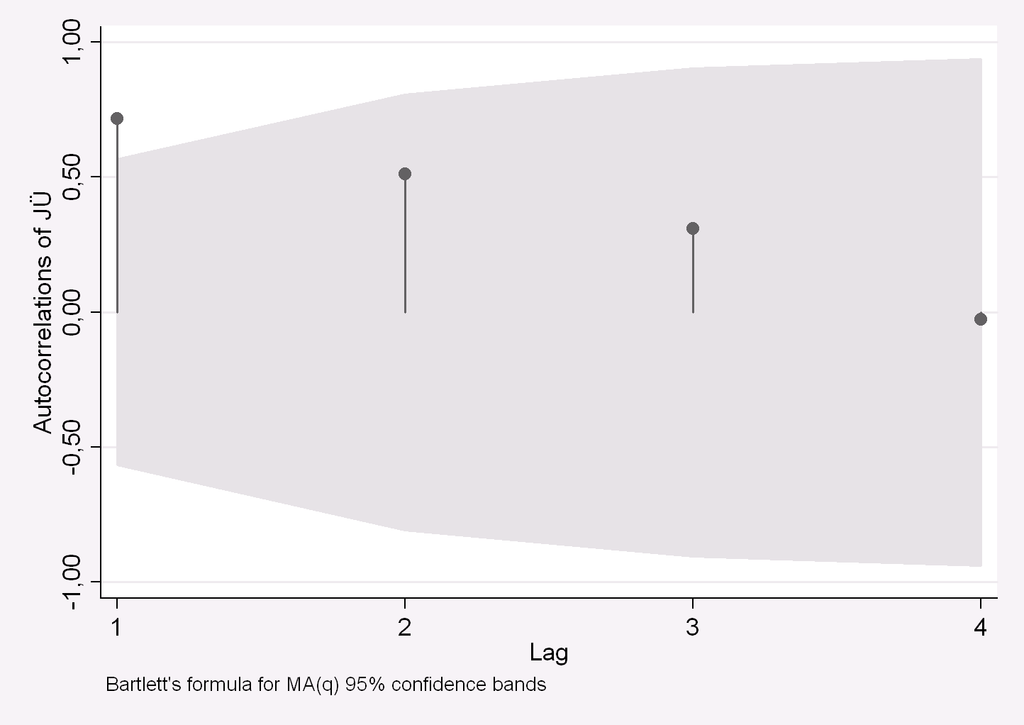 1,00
0,50
0,00
-0,50
-1,00
Autocorrelations of JÜ
1 2 3 4
Lag
Bartlett's formula for MA(q) 95% confidence bands